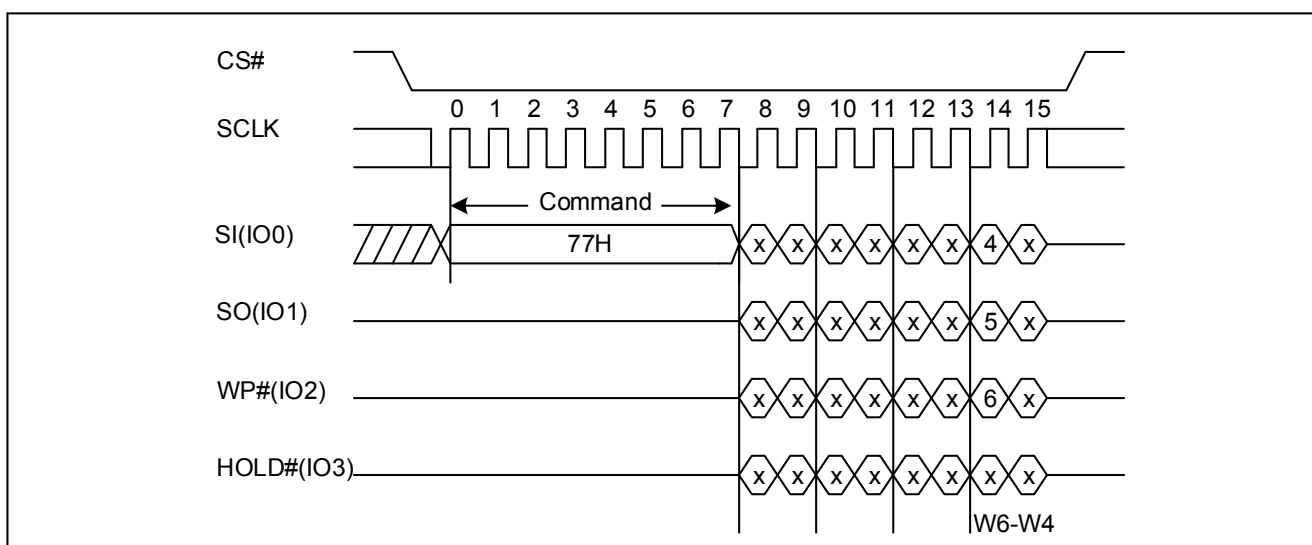 CS#
0 1 2 3 4 5 6 7 8 9 10 11 12 13 14 15
SCLK
Command
SI(IO0) 77H x x x x x x 4 x
SO(IO1) x x x x x x 5 x
WP#(IO2) x x x x x x 6 x
HOLD#(IO3) x x x x x x x x
W6-W4